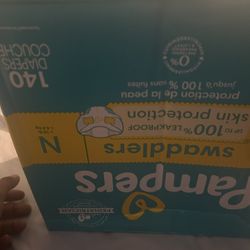 Pampers
swaddlers
N
UP TO 100% LEAKPROOF
skin protection
protection de la peau
jusqu'à 100 % sans fuites
0%
140
DIAPERS
COUCHES